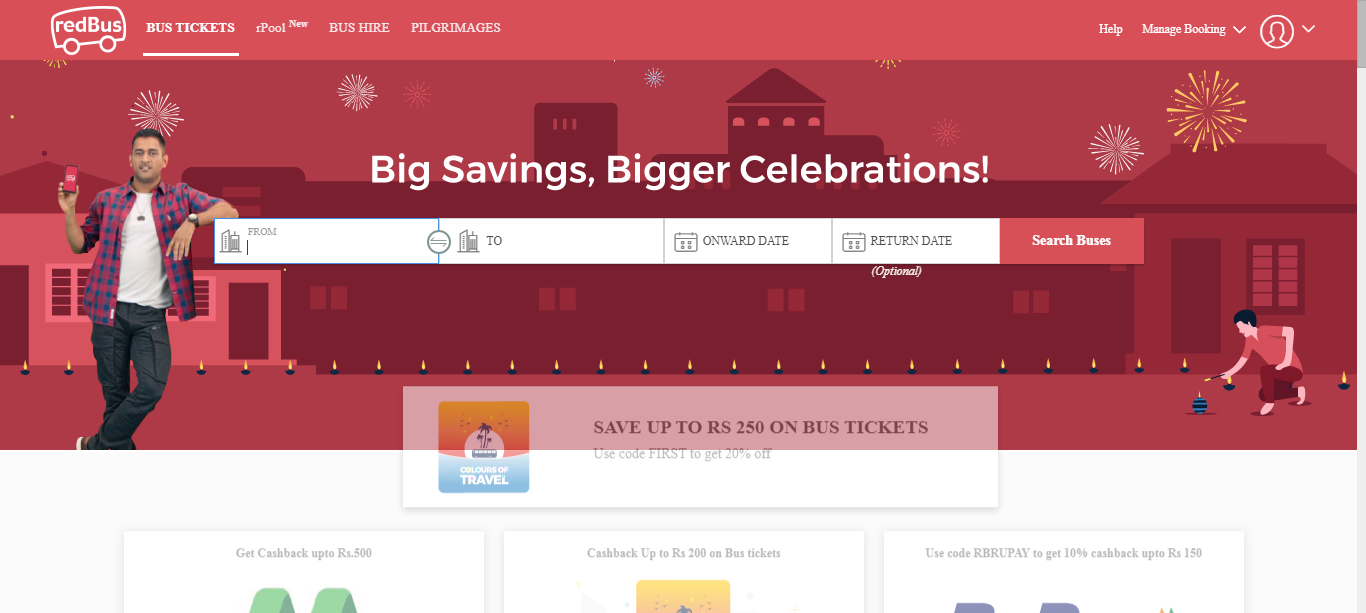 redBus
BUS TICKETS
rPool New
BUS HIRE
PILGRIMAGES
Help
Manage Booking
Big Savings, Bigger Celebrations!
FROM
TO
ONWARD DATE
RETURN DATE
Search Buses
(Optional)
SAVE UP TO RS 250 ON BUS TICKETS
Use code FIRST to get 20% off
COLOURS OF
TRAVEL
Get Cashback upto Rs.500
Cashback Up to Rs 200 on Bus tickets
Use code RBRUPAY to get 10% cashback upto Rs 150